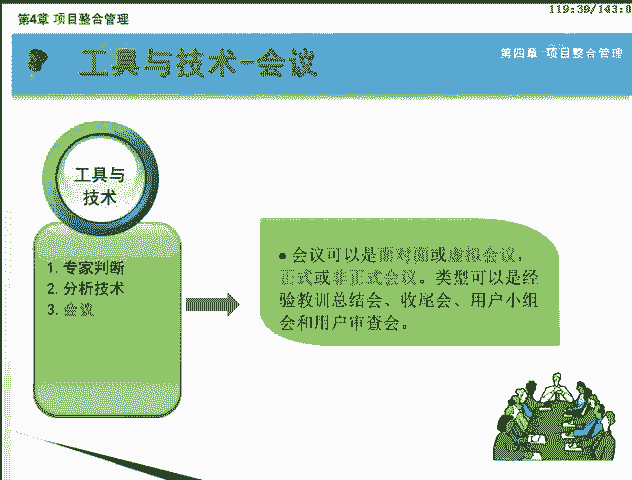 119:39/143:0
第4章 项目整合管理
工具与技术-会议
第四章 项目整合管理
工具与
技术
1. 专家判断
2. 分析技术
3. 会议
● 会议可以是面对面或虚拟会议，
正式或非正式会议。类型可以是经
验教训总结会、收尾会、用户小组
会和用户审查会。